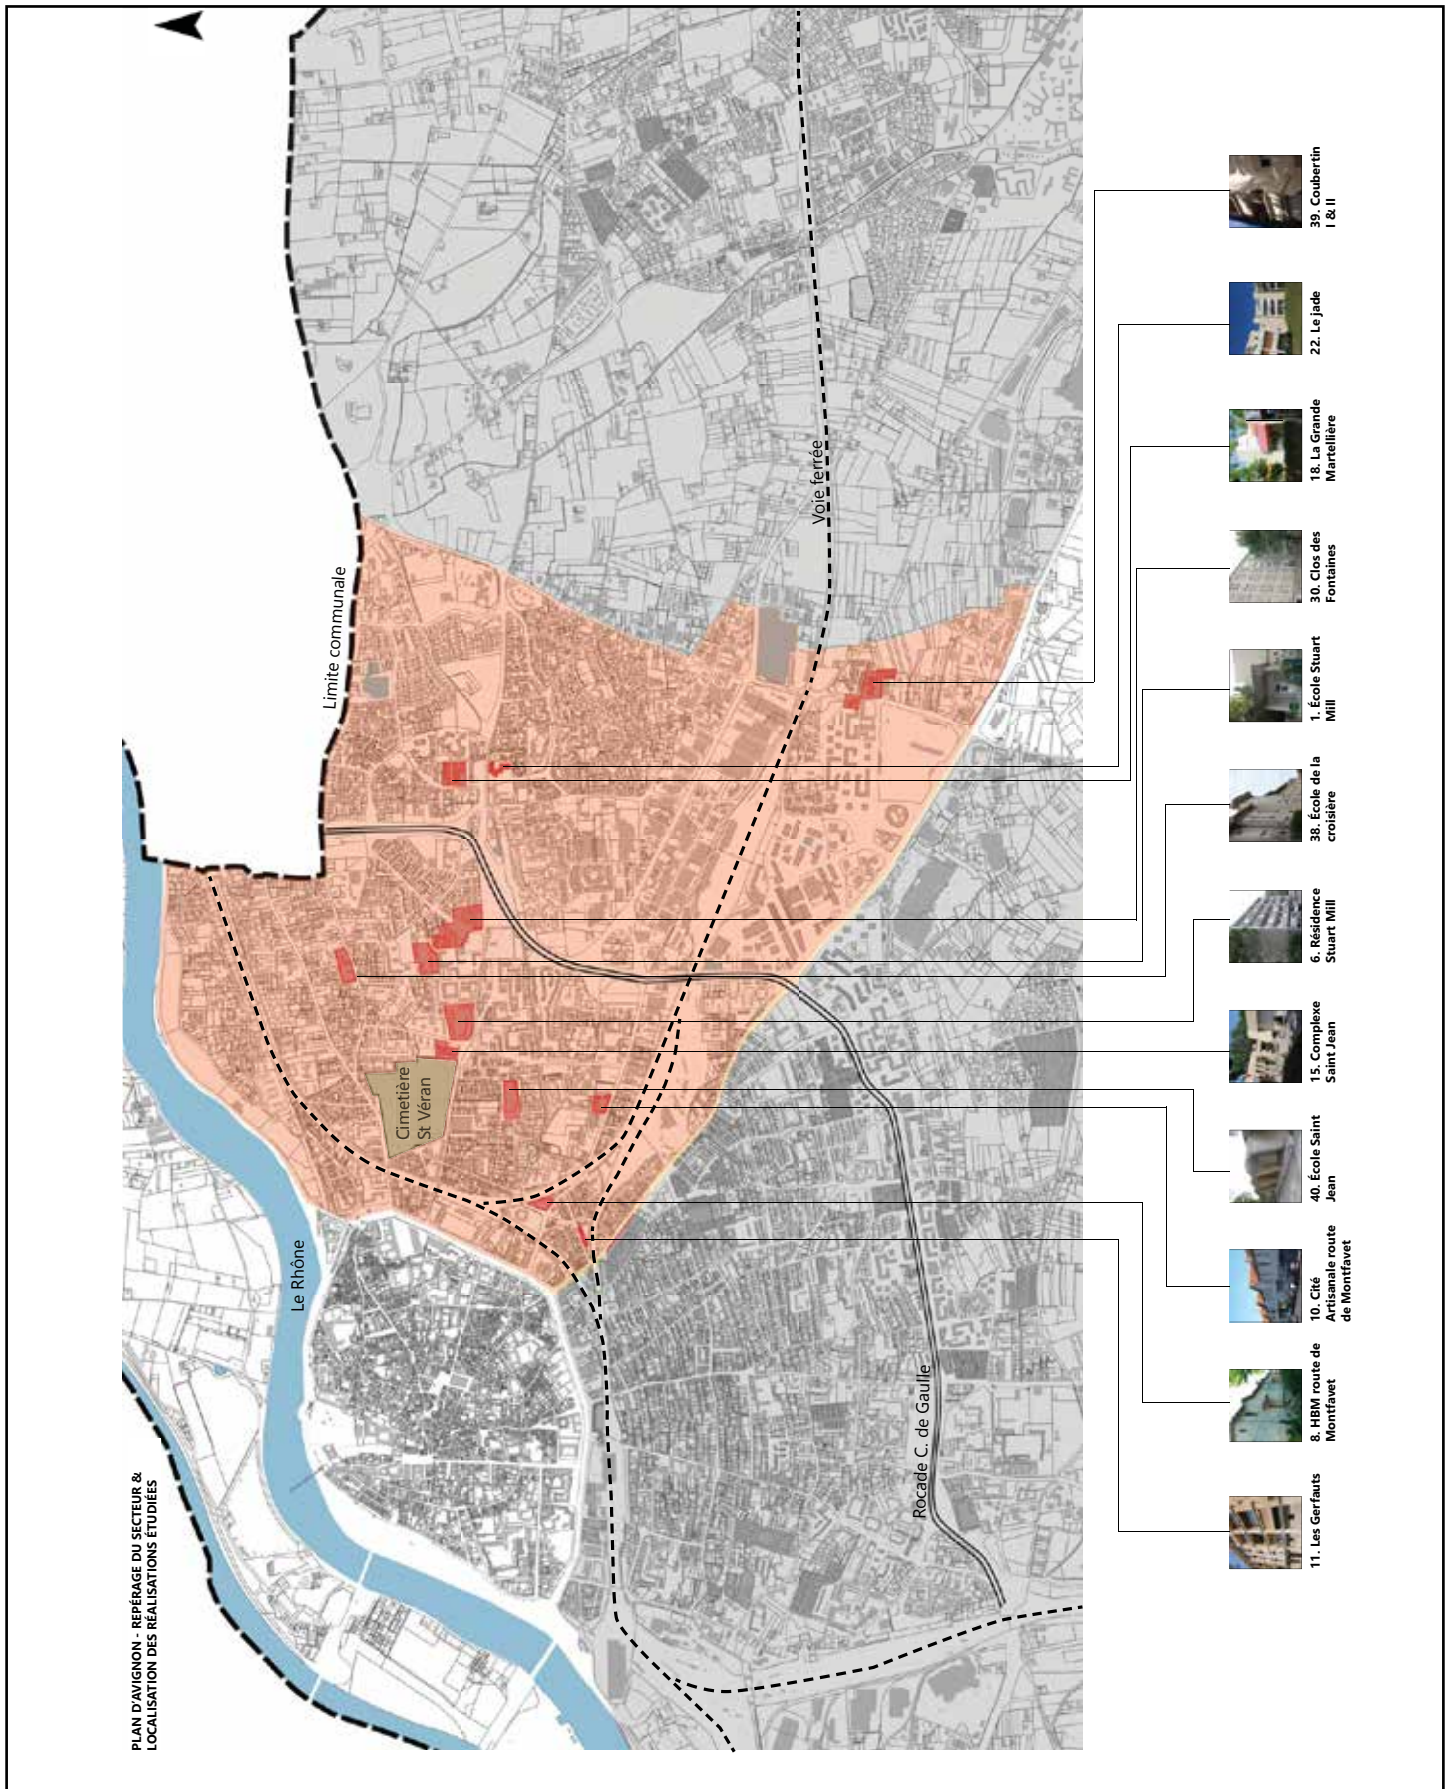 PLAN D'AVIGNON - REPÉRAGE DU SECTEUR &
LOCALISATION DES RÉALISATIONS ÉTUDIÉES
Le Rhône
Limite communale
Cimetière
St Véran
Voie ferrée
Rocade C. de Gaulle
11. Les Gerfauts
8. HBM route de
Montfavet
10. Cité
Artisanale route
de Montfavet
40. École Saint
Jean
15. Complexe
Saint Jean
6. Résidence
Stuart Mill
38. École de la
croisière
1. École Stuart
Mill
30. Clos des
Fontaines
18. La Grande
Martellière
22. Le Jade
39. Coubertin
I & II